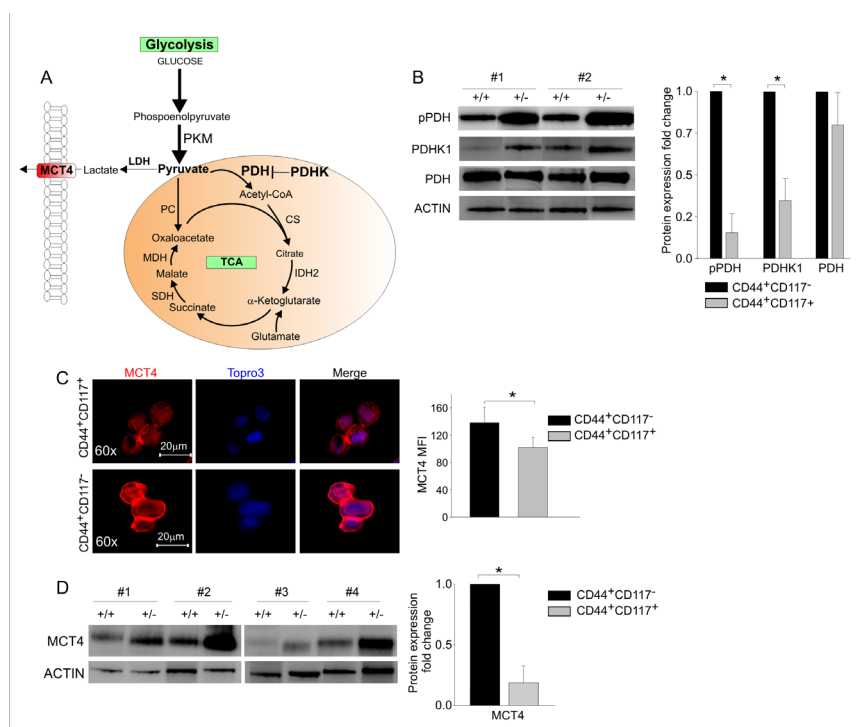 A
Glycolysis
GLUCOSE
Phospoenolpyruvate
PKM
MCT4
Lactate
LDH
Pyruvate
PDH
PDHK
Acetyl-CoA
PC
CS
Oxaloacetate
Citrate
MDH
TCA
IDH2
Malate
SDH
α-Ketoglutarate
Succinate
Glutamate
B
#1 #2
+/+ +/- +/+ +/-
pPDH
PDHK1
PDH
ACTIN
Protein expression fold change
1.0
0.7
0.5
0.2
0.0
* *
pPDH PDHK1 PDH
CD44+CD117-
CD44+CD117+
C
MCT4 Topro3 Merge
CD44+CD117+
60x
20µm
CD44+CD117-
60x
20µm
MCT4 MFI
160
120
80
40
0
*
CD44+CD117-
CD44+CD117+
D
#1 #2 #3 #4
+/+ +/- +/+ +/- +/+ +/- +/+ +/-
MCT4
ACTIN
Protein expression
fold change
1.0
0.5
0.0
*
MCT4
CD44+CD117-
CD44+CD117+